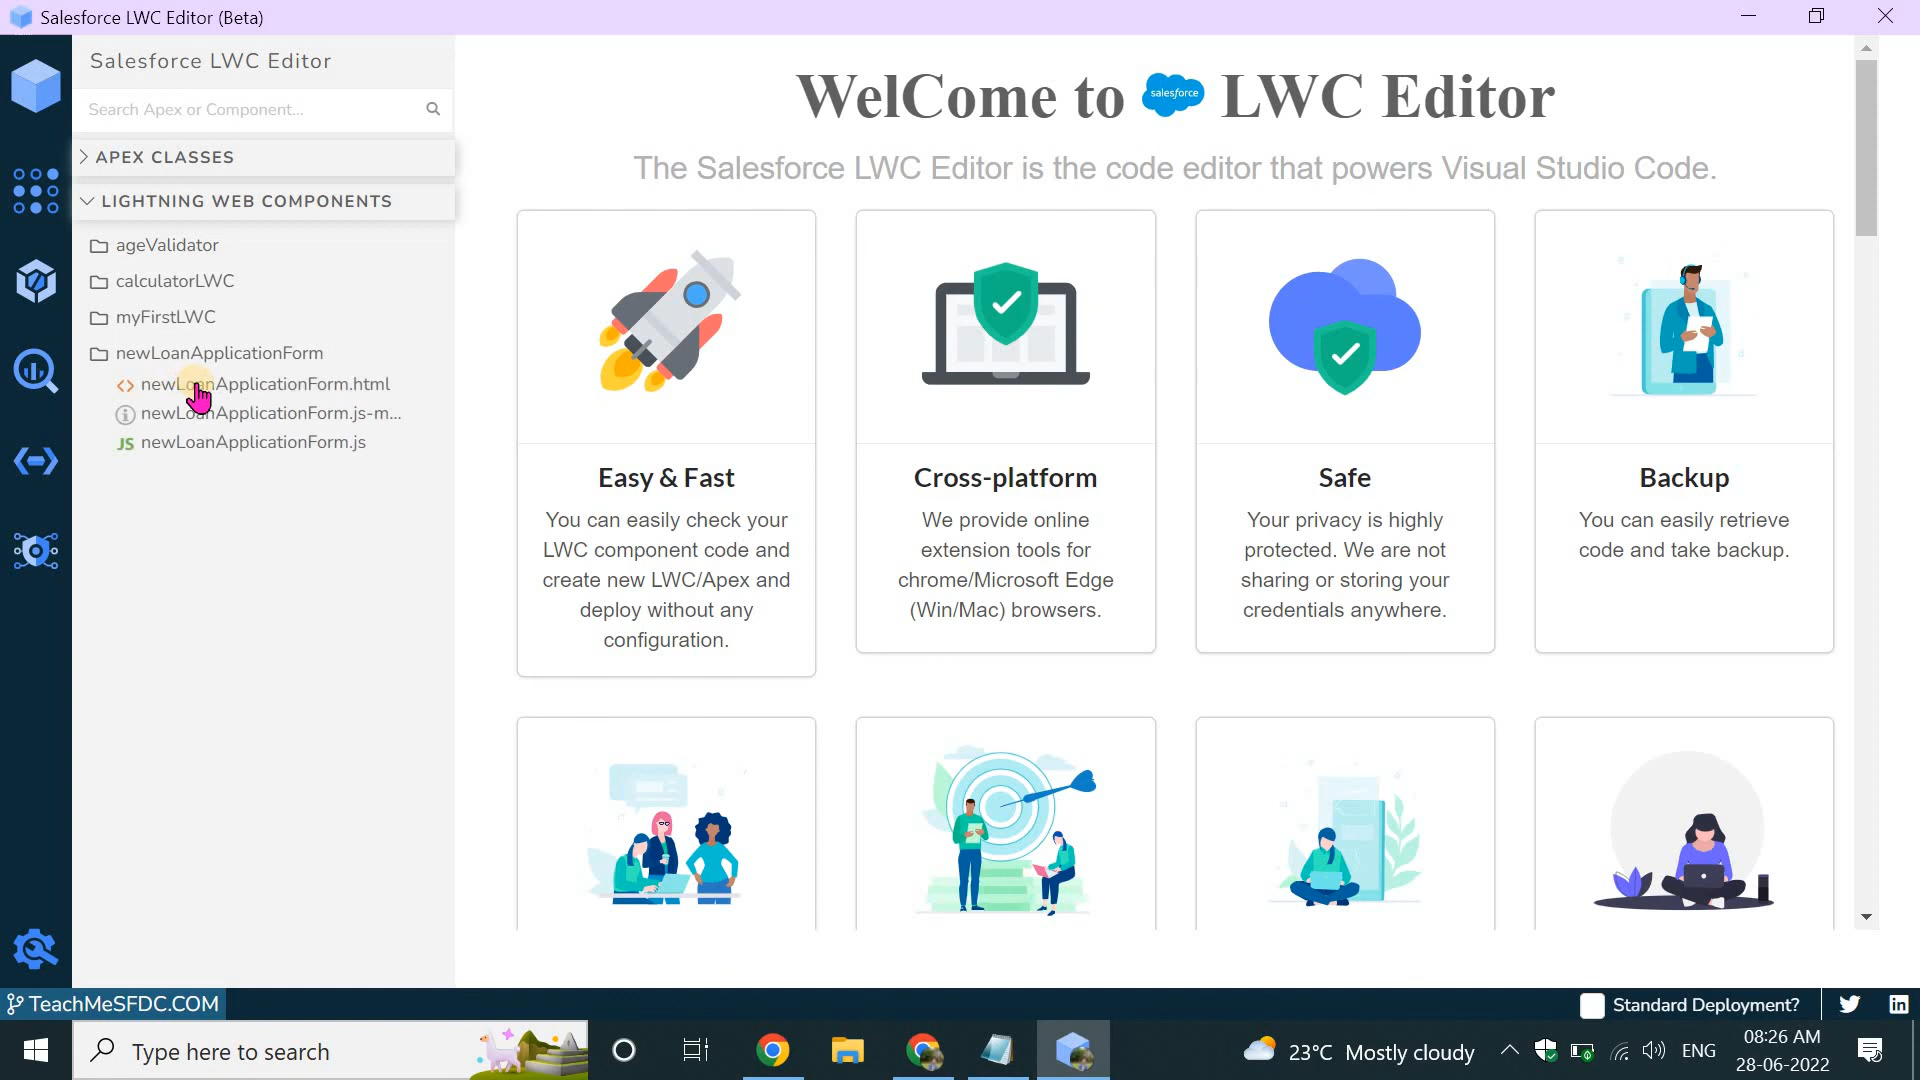 Salesforce LWC Editor (Beta)
Salesforce LWC Editor
Search Apex or Component...
APEX CLASSES
LIGHTNING WEB COMPONENTS
ageValidator
calculatorLWC
myFirstLWC
newLoanApplicationForm
newLoanApplicationForm.html
newLoanApplicationForm.js-m...
JS newLoanApplicationForm.js
WelCome to salesforce LWC Editor
The Salesforce LWC Editor is the code editor that powers Visual Studio Code.
Easy & Fast
You can easily check your
LWC component code and
create new LWC/Apex and
deploy without any
configuration.
Cross-platform
We provide online
extension tools for
chrome/Microsoft Edge
(Win/Mac) browsers.
Safe
Your privacy is highly
protected. We are not
sharing or storing your
credentials anywhere.
Backup
You can easily retrieve
code and take backup.
TeachMeSFDC.COM
Standard Deployment?
in
Type here to search
23°C Mostly cloudy
ENG
08:26 AM
28-06-2022